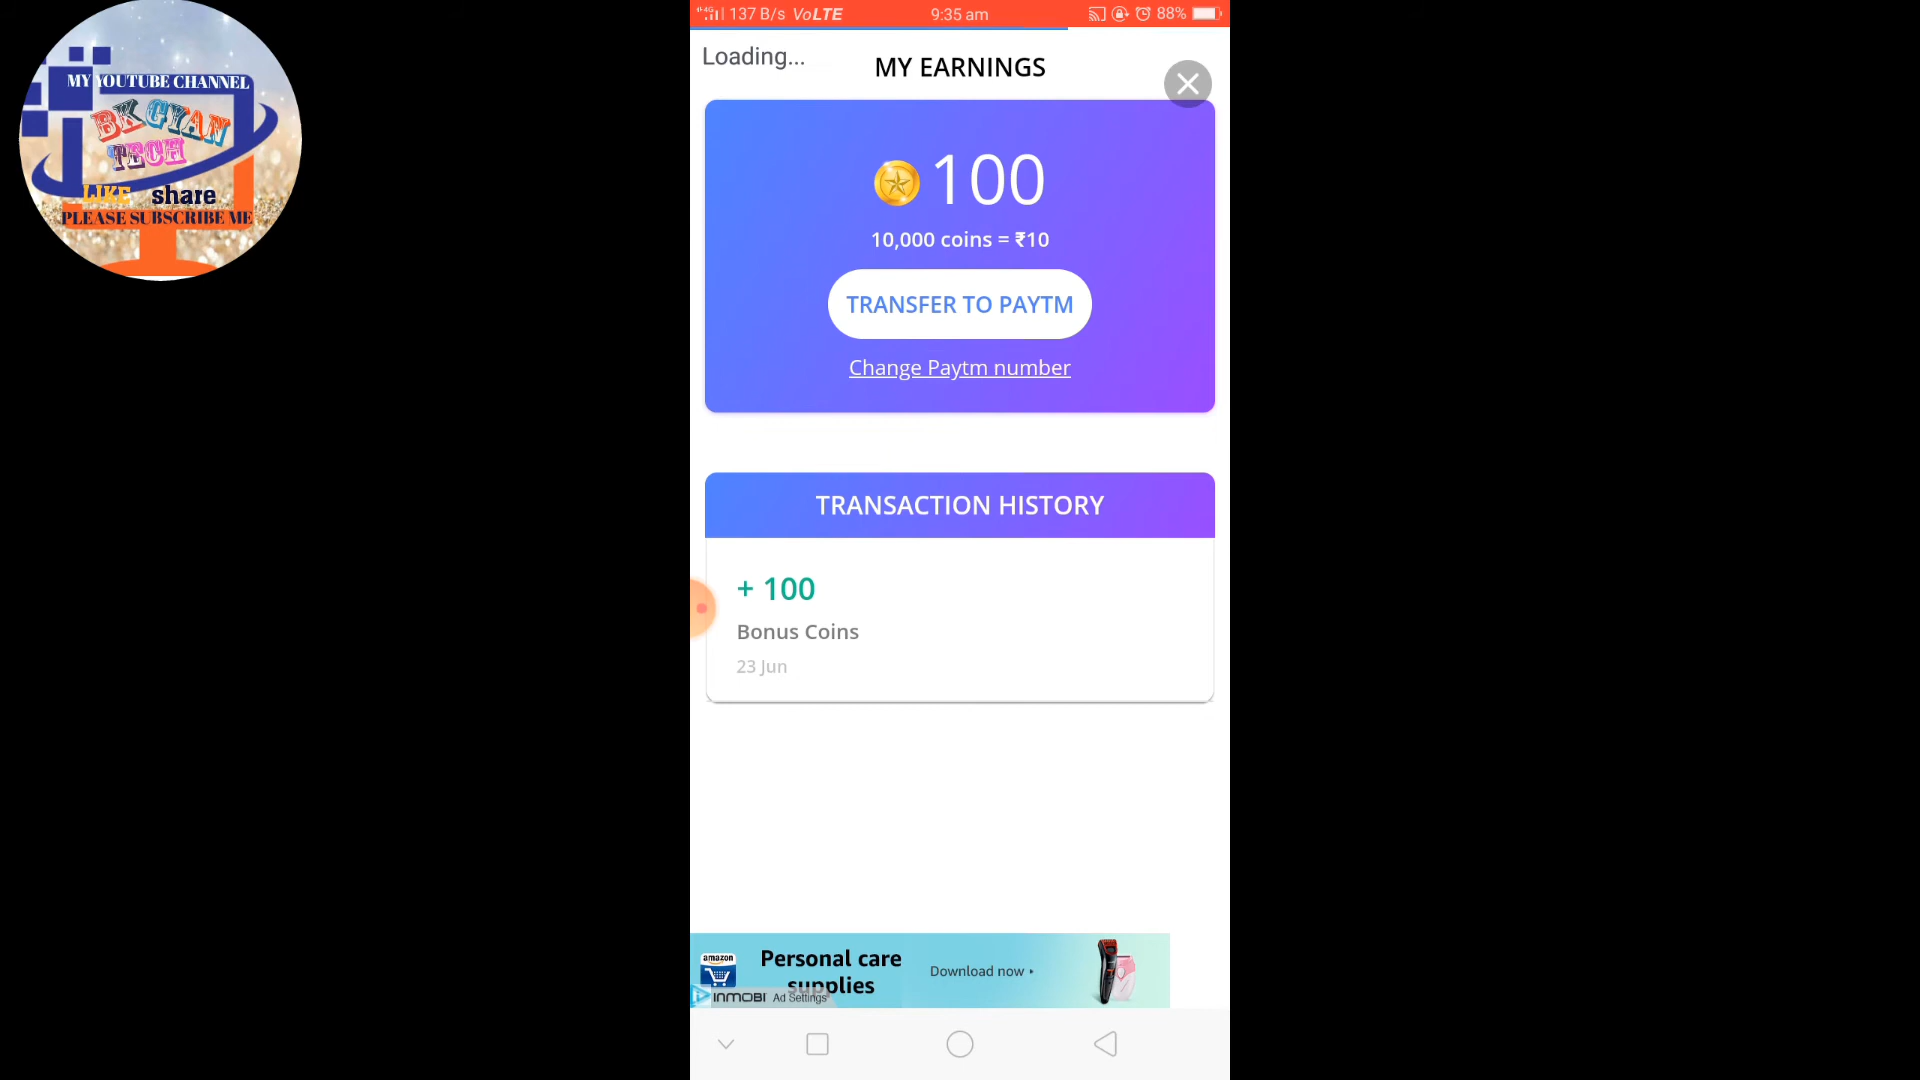 MY YOUTUBE CHANNEL
BK GYAN
TECH
LIKE share
PLEASE SUBSCRIBE ME
4G 137 B/s VoLTE 9:35 am 88%
Loading...
MY EARNINGS
100
10,000 coins = ₹10
TRANSFER TO PAYTM
Change Paytm number
TRANSACTION HISTORY
+ 100
Bonus Coins
23 Jun
amazon
Personal care
supplies
Download now
INMOBI Ad Settings